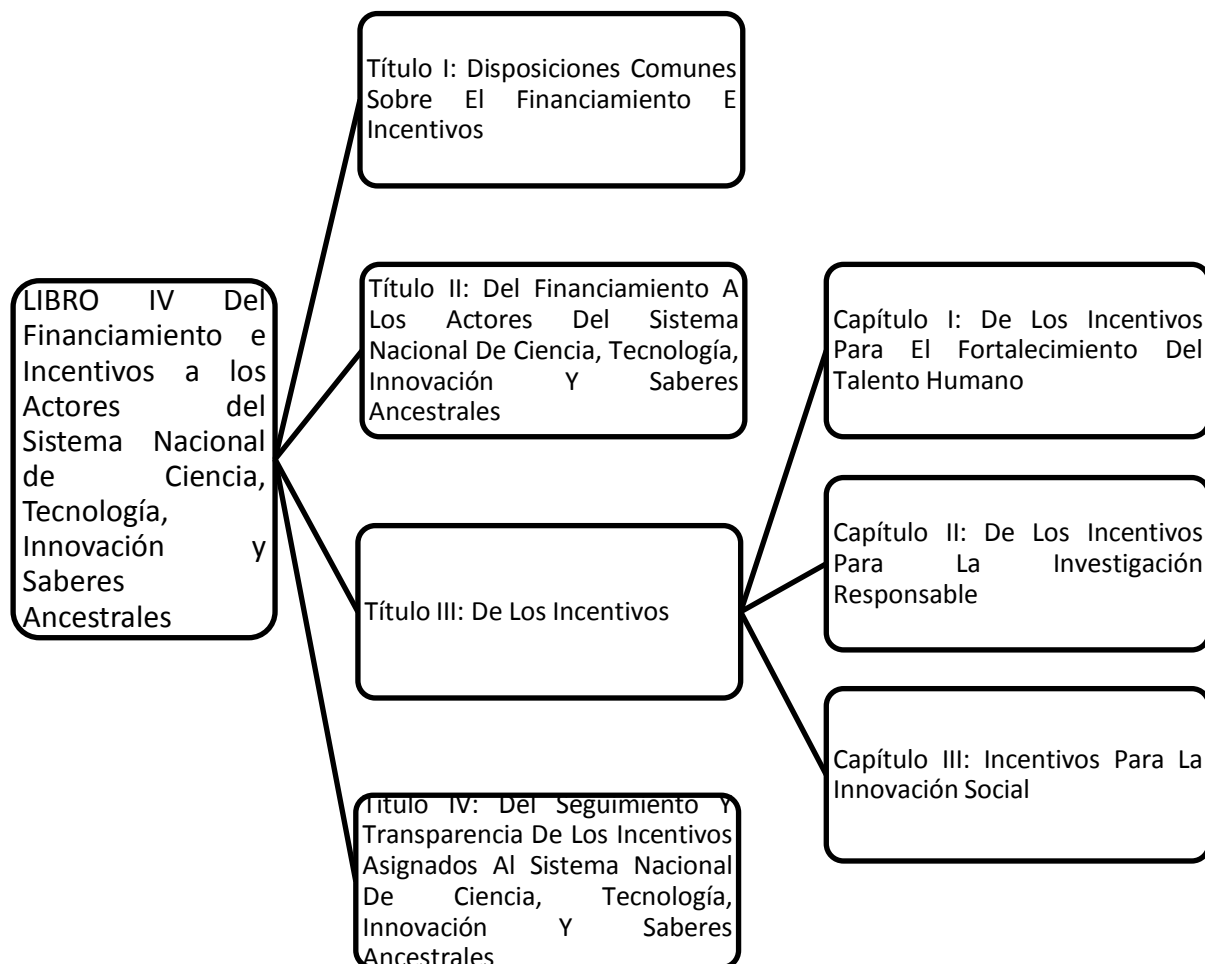 LIBRO IV Del
Financiamiento e
Incentivos a los
Actores del
Sistema Nacional
de Ciencia,
Tecnología,
Innovación y
Saberes
Ancestrales
Título I: Disposiciones Comunes
Sobre El Financiamiento E
Incentivos
Título II: Del Financiamiento A
Los Actores Del Sistema
Nacional De Ciencia, Tecnología,
Innovación Y Saberes
Ancestrales
Título III: De Los Incentivos
Título IV: Del Seguimiento Y
Transparencia De Los Incentivos
Asignados Al Sistema Nacional
De Ciencia, Tecnología,
Innovación Y Saberes
Ancestrales
Capítulo I: De Los Incentivos
Para El Fortalecimiento Del
Talento Humano
Capítulo II: De Los Incentivos
Para La Investigación
Responsable
Capítulo III: Incentivos Para La
Innovación Social